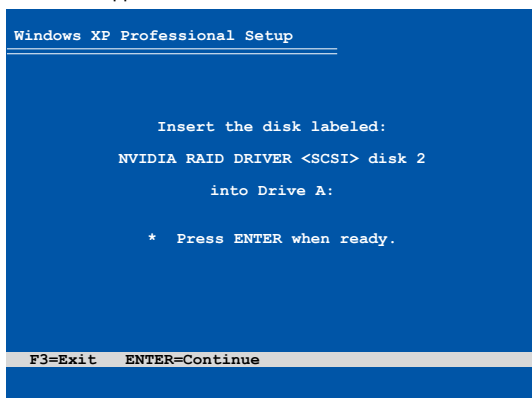 Windows XP Professional Setup
Insert the disk labeled:
NVIDIA RAID DRIVER <SCSI> disk 2
into Drive A:
* Press ENTER when ready.
F3=Exit ENTER=Continue